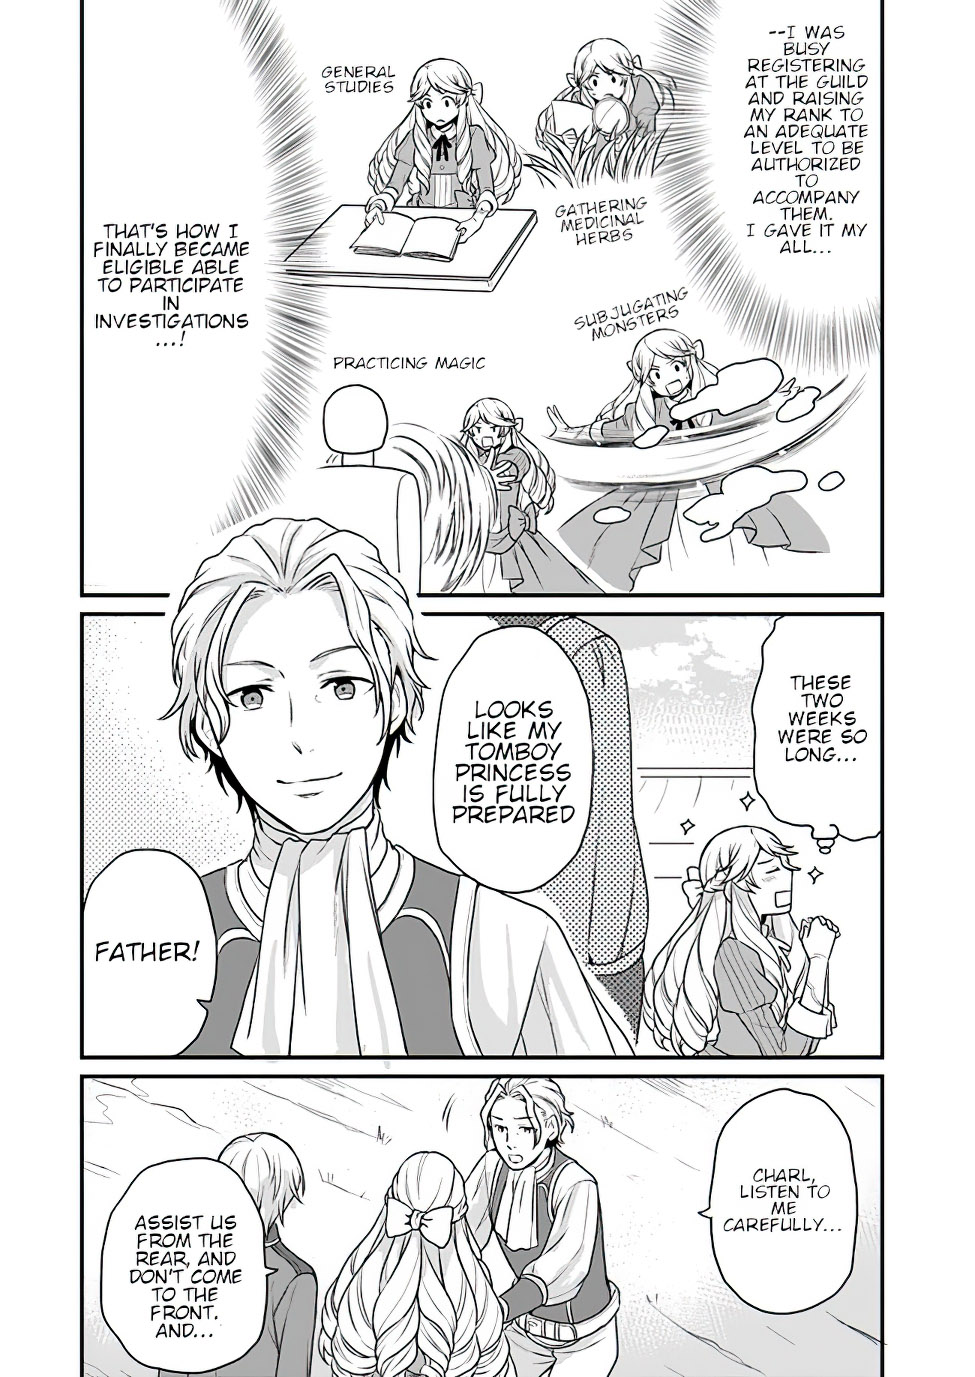 --I WAS
BUSY
REGISTERING
AT THE GUILD
AND RAISING
MY RANK TO
AN ADEQUATE
LEVEL TO BE
AUTHORIZED
TO
ACCOMPANY
THEM.
I GAVE IT MY
ALL...
GENERAL
STUDIES
GATHERING
MEDICINAL
HERBS
SUBJUGATING
MONSTERS
PRACTICING MAGIC
THAT'S HOW I
FINALLY BECAME
ELIGIBLE ABLE
TO PARTICIPATE
IN
INVESTIGATIONS
...!
THESE
TWO
WEEKS
WERE SO
LONG...
LOOKS
LIKE MY
TOMBOY
PRINCESS
IS FULLY
PREPARED
FATHER!
CHARL,
LISTEN TO
ME
CAREFULLY...
ASSIST US
FROM THE
REAR, AND
DON'T COME
TO THE
FRONT.
AND...